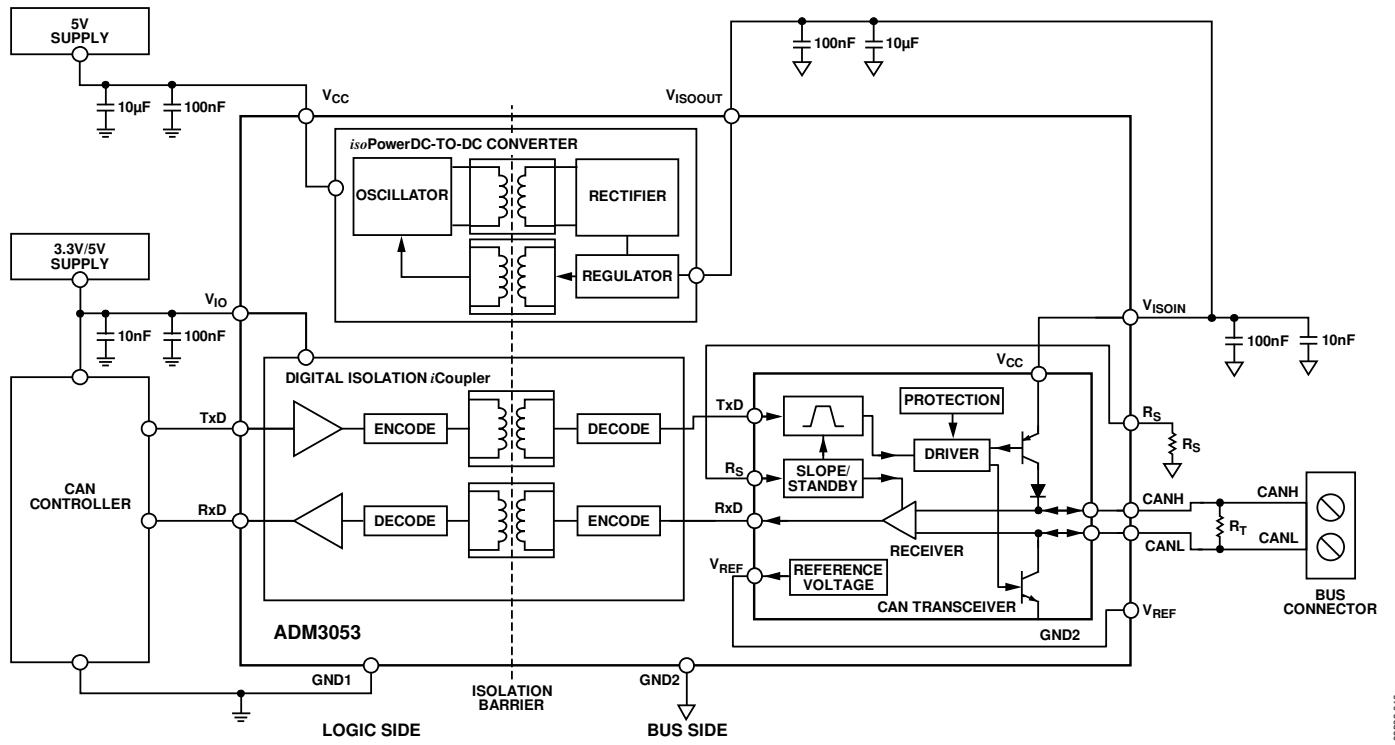 5V
SUPPLY
10µF
100nF
VCC
VISOOUT
100nF
10µF
isoPowerDC-TO-DC CONVERTER
OSCILLATOR
RECTIFIER
REGULATOR
3.3V/5V
SUPPLY
VIO
10nF
100nF
VISOIN
100nF
10nF
DIGITAL ISOLATION iCoupler
VCC
TxD
ENCODE
DECODE
TxD
PROTECTION
DRIVER
RS
SLOPE/
STANDBY
RS
RS
CAN
CONTROLLER
RxD
DECODE
ENCODE
RxD
RECEIVER
CANH
CANH
RT
CANL
CANL
VREF
REFERENCE
VOLTAGE
CAN TRANSCEIVER
BUS
CONNECTOR
VREF
GND2
ADM3053
GND1
ISOLATION
BARRIER
GND2
LOGIC SIDE
BUS SIDE